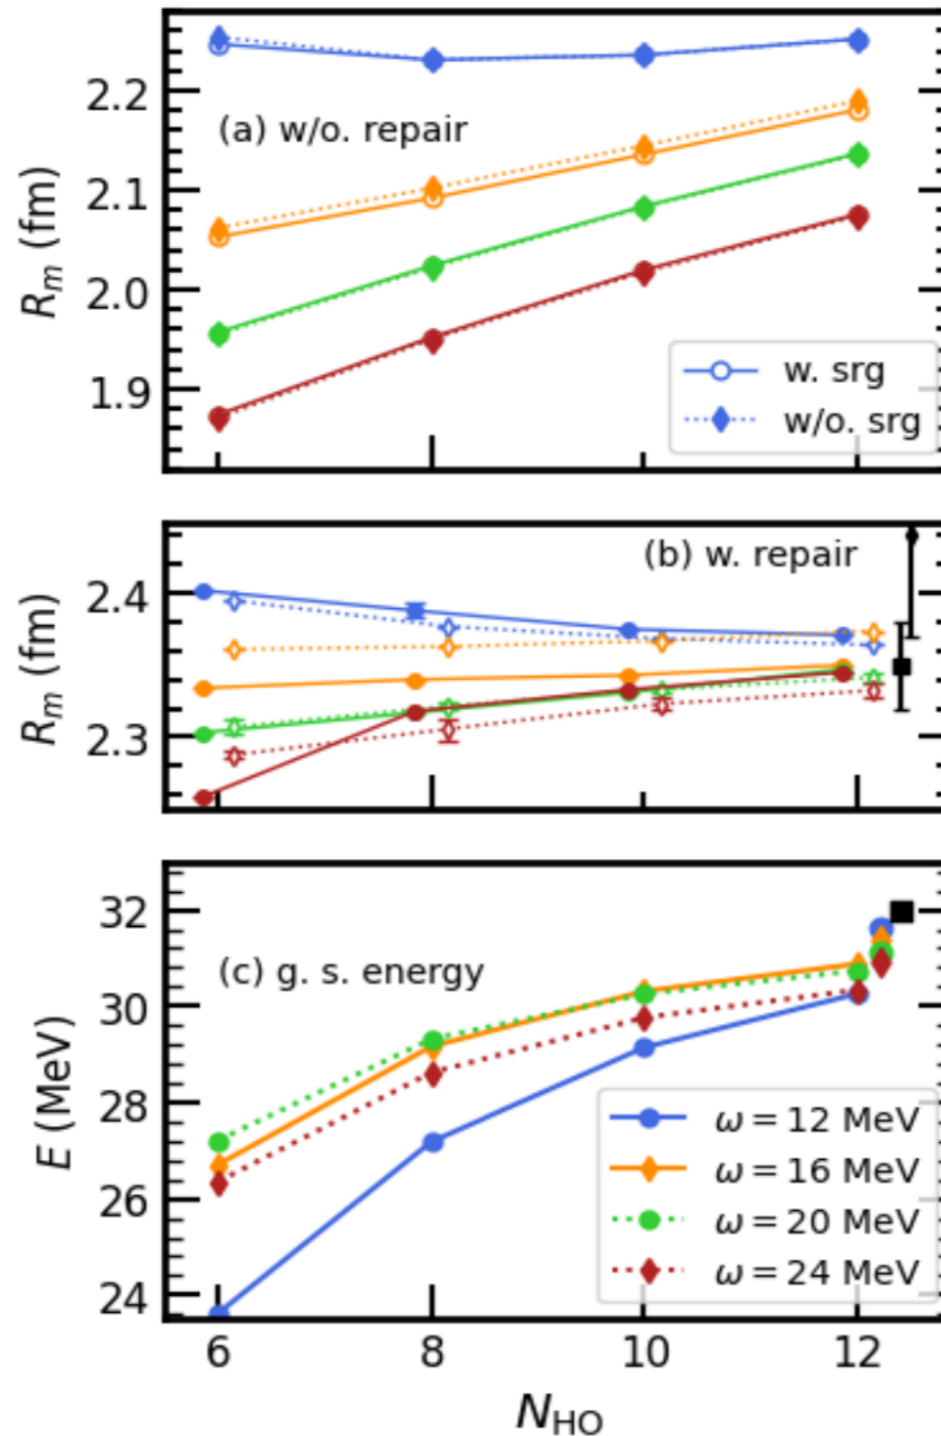 2.2
2.1
2.0
1.9
R_m (fm)
(a) w/o. repair
w. srg
w/o. srg
2.4
2.3
R_m (fm)
(b) w. repair
32
30
28
26
24
E (MeV)
(c) g. s. energy
ω = 12 MeV
ω = 16 MeV
ω = 20 MeV
ω = 24 MeV
6 8 10 12
N_HO